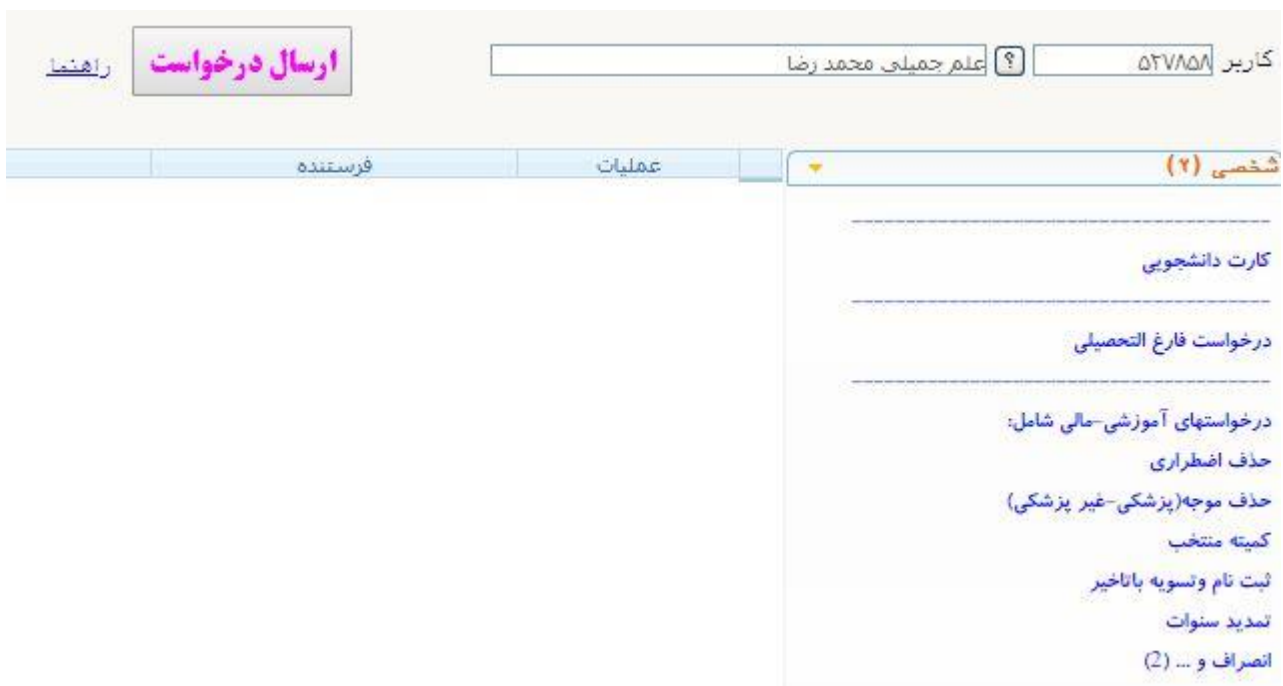 کاربر ۵۲۷۸۵۸ ؟ علم جمیلی محمد رضا ارسال درخواست راهنما
شخصی (۲) عملیات فرستنده
کارت دانشجویی
درخواست فارغ التحصیلی
درخواستهای آموزشی-مالی شامل:
حذف اضطراری
حذف موجه(پزشکی-غیر پزشکی)
کمیته منتخب
ثبت نام وتسویه باتاخیر
تمدید سنوات
انصراف و ... (2)